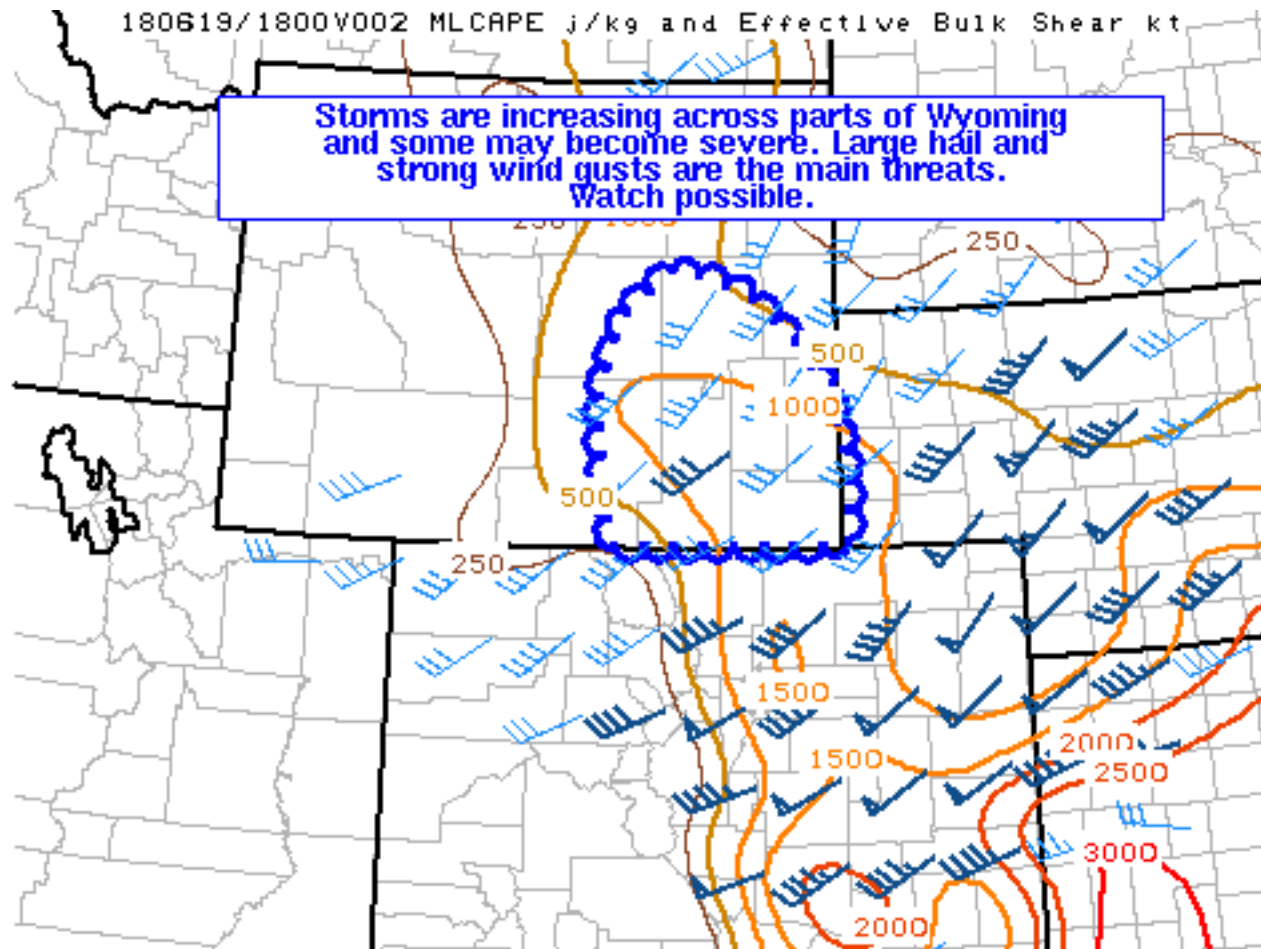 180619/1800V002 MLCAPE j/kg and Effective Bulk Shear kt
Storms are increasing across parts of Wyoming
and some may become severe. Large hail and
strong wind gusts are the main threats.
Watch possible.
250
1000
250
500
1000
500
250
1500
1500
2000
2500
3000
2000